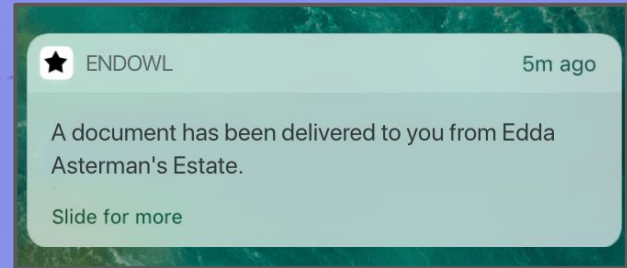 ENDOWL
5m ago
A document has been delivered to you from Edda
Asterman's Estate.
Slide for more